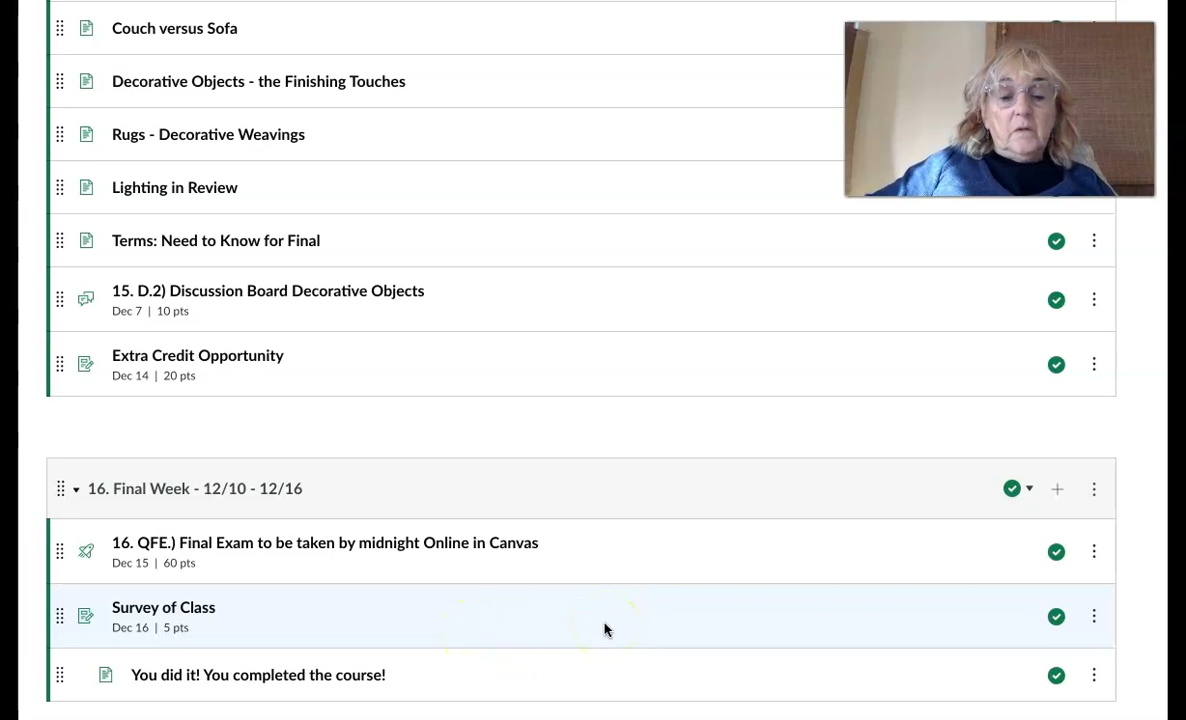 Couch versus Sofa
Decorative Objects - the Finishing Touches
Rugs - Decorative Weavings
Lighting in Review
Terms: Need to Know for Final
15. D.2) Discussion Board Decorative Objects
Dec 7 | 10 pts
Extra Credit Opportunity
Dec 14 | 20 pts
16. Final Week - 12/10 - 12/16
16. QFE.) Final Exam to be taken by midnight Online in Canvas
Dec 15 | 60 pts
Survey of Class
Dec 16 | 5 pts
You did it! You completed the course!